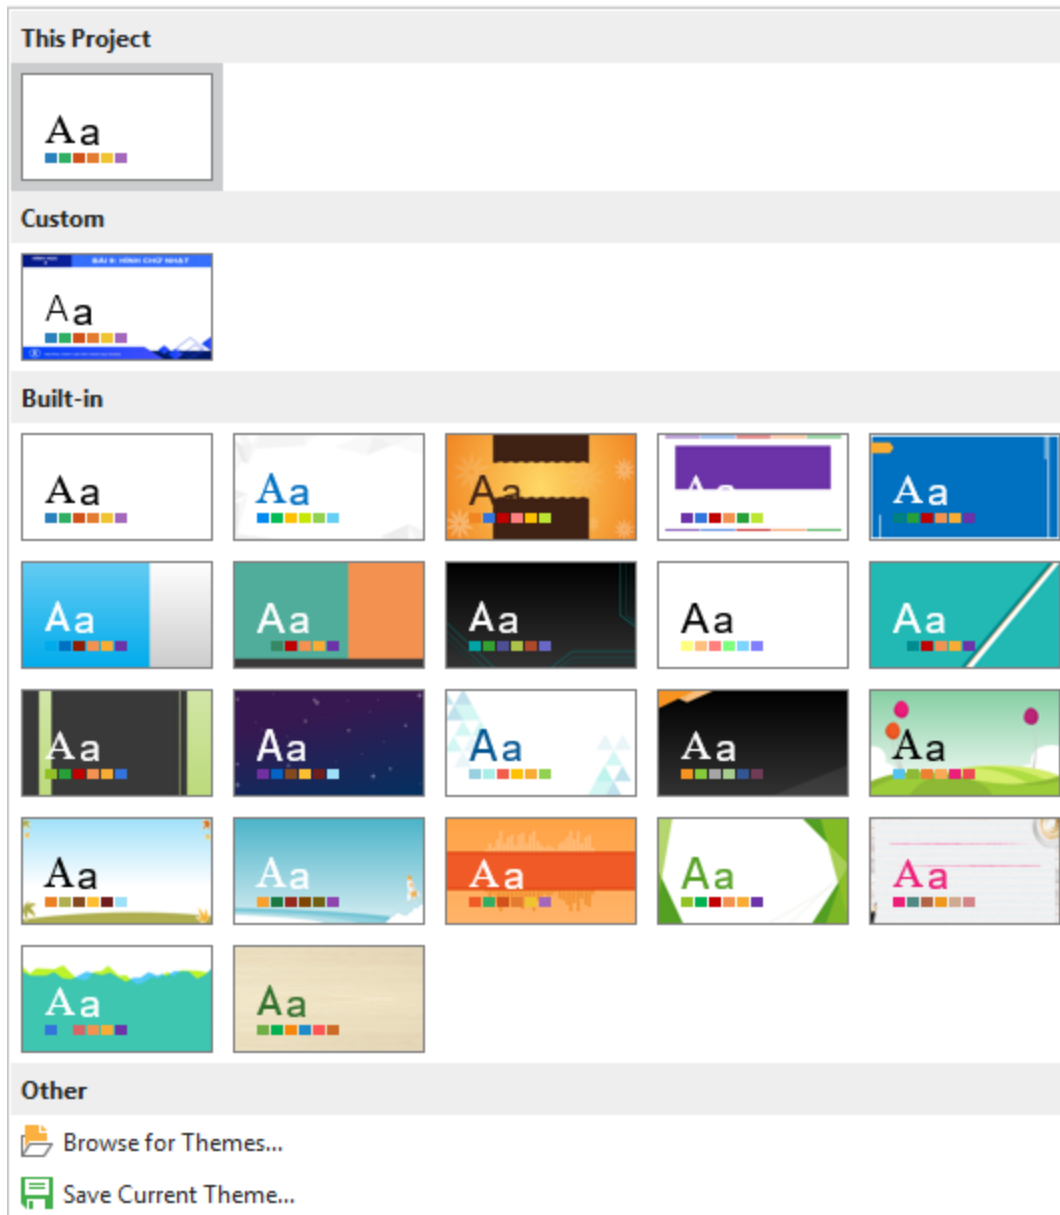 This Project
Aa
Custom
BÀI 9: HÌNH CHỮ NHẬT
Aa
Built-in
Aa Aa Aa Aa Aa
Aa Aa Aa Aa Aa
Aa Aa Aa Aa Aa
Aa Aa Aa Aa Aa
Aa Aa
Other
Browse for Themes...
Save Current Theme...